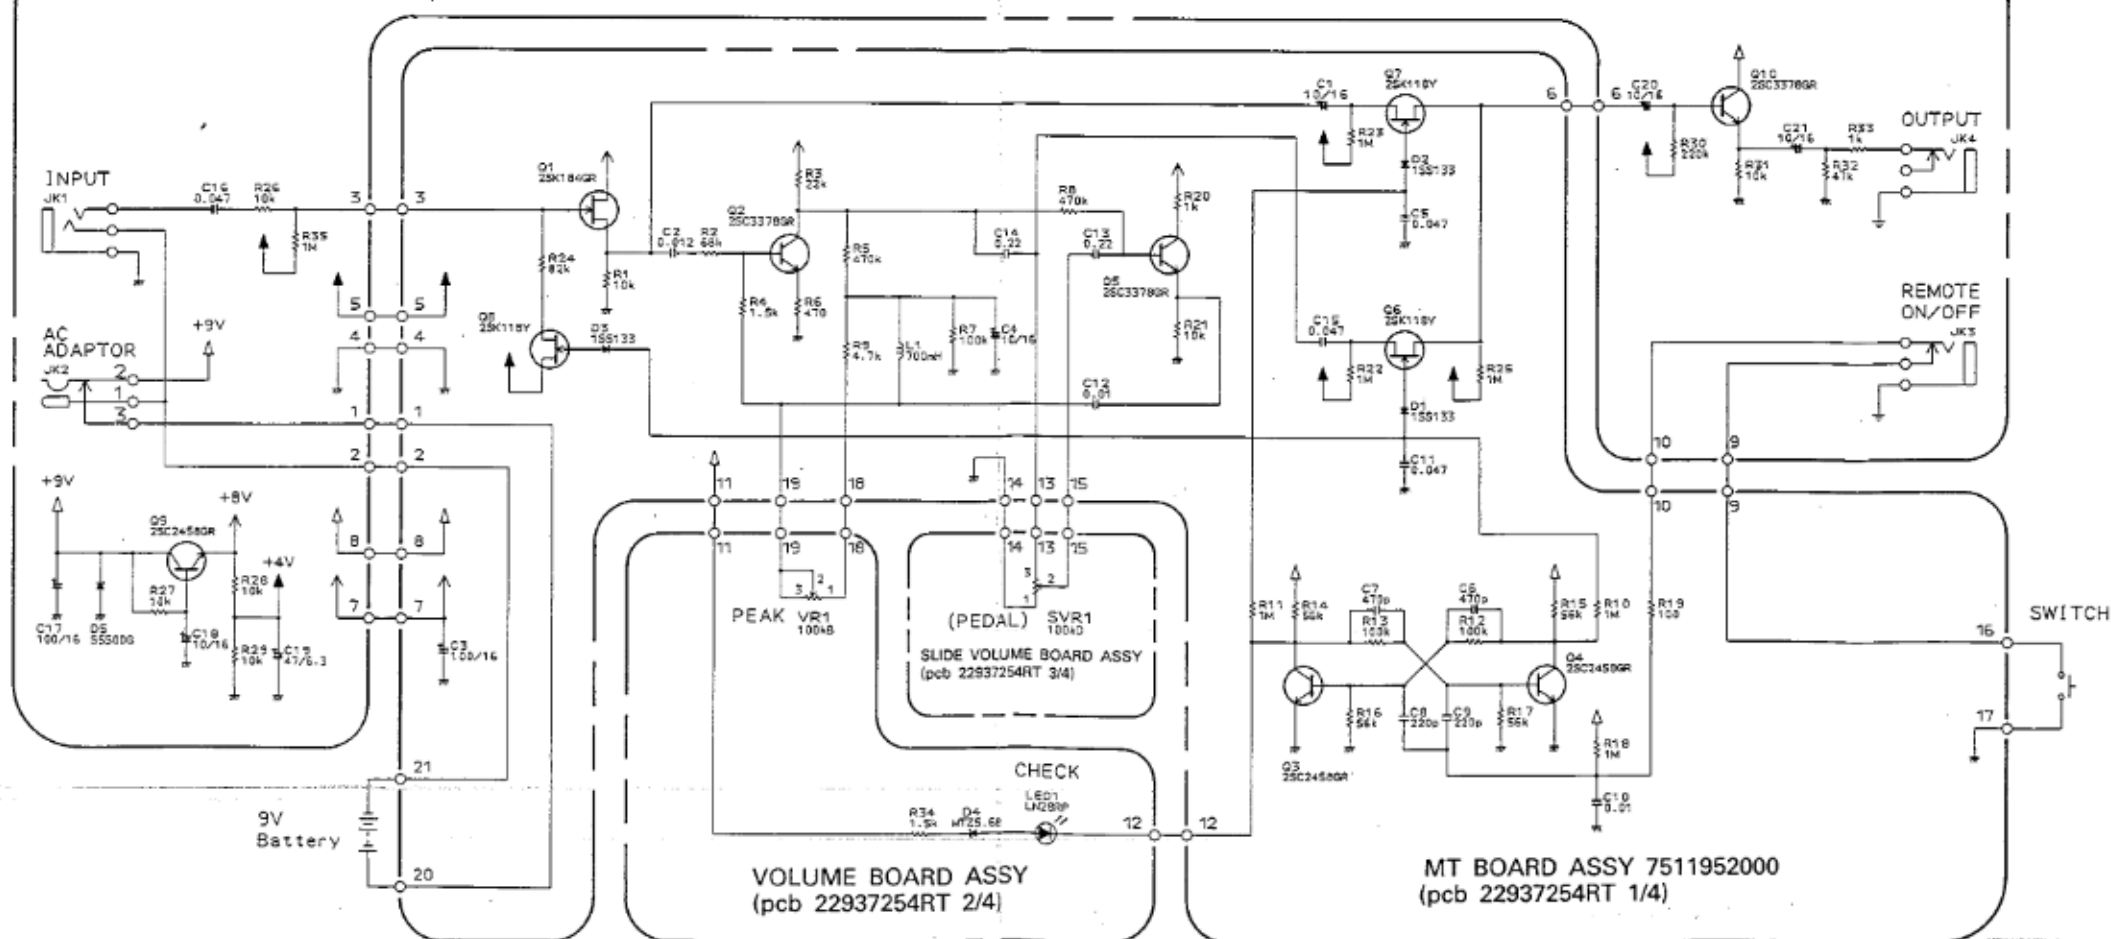 INPUT
JK1
C16
0.047
R26
10k
R35
1M
3
3
5
5
4
4
1
1
2
2
8
8
7
7
AC
ADAPTOR
JK2
2
1
3
+9V
+9V
+8V
+4V
Q9
2SC2458GR
R27
10k
R28
10k
R29
10k
C17
100/16
D5
C18
10/16
C19
47/6.3
C3
100/16
21
20
9V
Battery
Q1
2SK184GR
R24
82k
R1
10k
Q8
2SK118Y
D3
1SS133
C2
0.012
R2
68k
Q2
2SC3378GR
R3
22k
R4
1.5k
R6
470
R5
470k
R9
4.7k
L1
700mH
R7
100k
C4
10/16
C14
0.22
R8
470k
C13
0.22
Q5
2SC3378GR
R20
1k
R21
10k
C12
0.01
C1
10/16
R23
1M
Q7
2SK118Y
D2
1SS133
C5
0.047
C15
0.047
R22
1M
Q6
2SK118Y
D1
1SS133
R25
1M
C11
0.047
6
6
C20
10/16
R30
220k
Q10
2SC3378GR
R31
10k
C21
10/16
R33
1k
R32
47k
OUTPUT
JK4
REMOTE
ON/OFF
JK3
10
9
10
9
11
19
18
14
13
15
11
19
18
14
13
15
PEAK
VR1
100kB
3
2
1
(PEDAL)
SVR1
3
2
1
SLIDE VOLUME BOARD ASSY
(pcb 22937254RT 3/4)
CHECK
LED1
R34
1.5k
D4
12
12
VOLUME BOARD ASSY
(pcb 22937254RT 2/4)
R11
1M
R14
56k
C7
470p
R13
100k
C6
470p
R12
100k
R15
56k
R10
1M
R19
100
Q3
2SC2458GR
R16
56k
C8
220p
C9
220p
R17
56k
Q4
2SC2458GR
R18
1M
C10
0.01
SWITCH
16
17
MT BOARD ASSY 7511952000
(pcb 22937254RT 1/4)